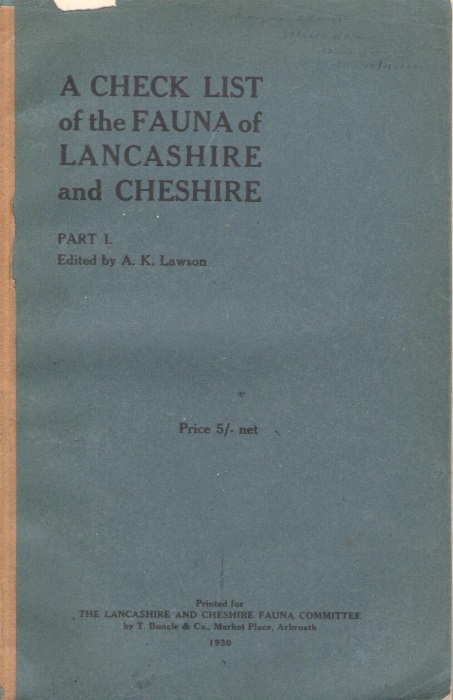 A CHECK LIST
of the FAUNA of
LANCASHIRE
and CHESHIRE
PART I.
Edited by A. K. Lawson
Price 5/- net
Printed for
THE LANCASHIRE AND CHESHIRE FAUNA COMMITTEE
by T. Buncle & Co., Market Place, Arbroath
1930